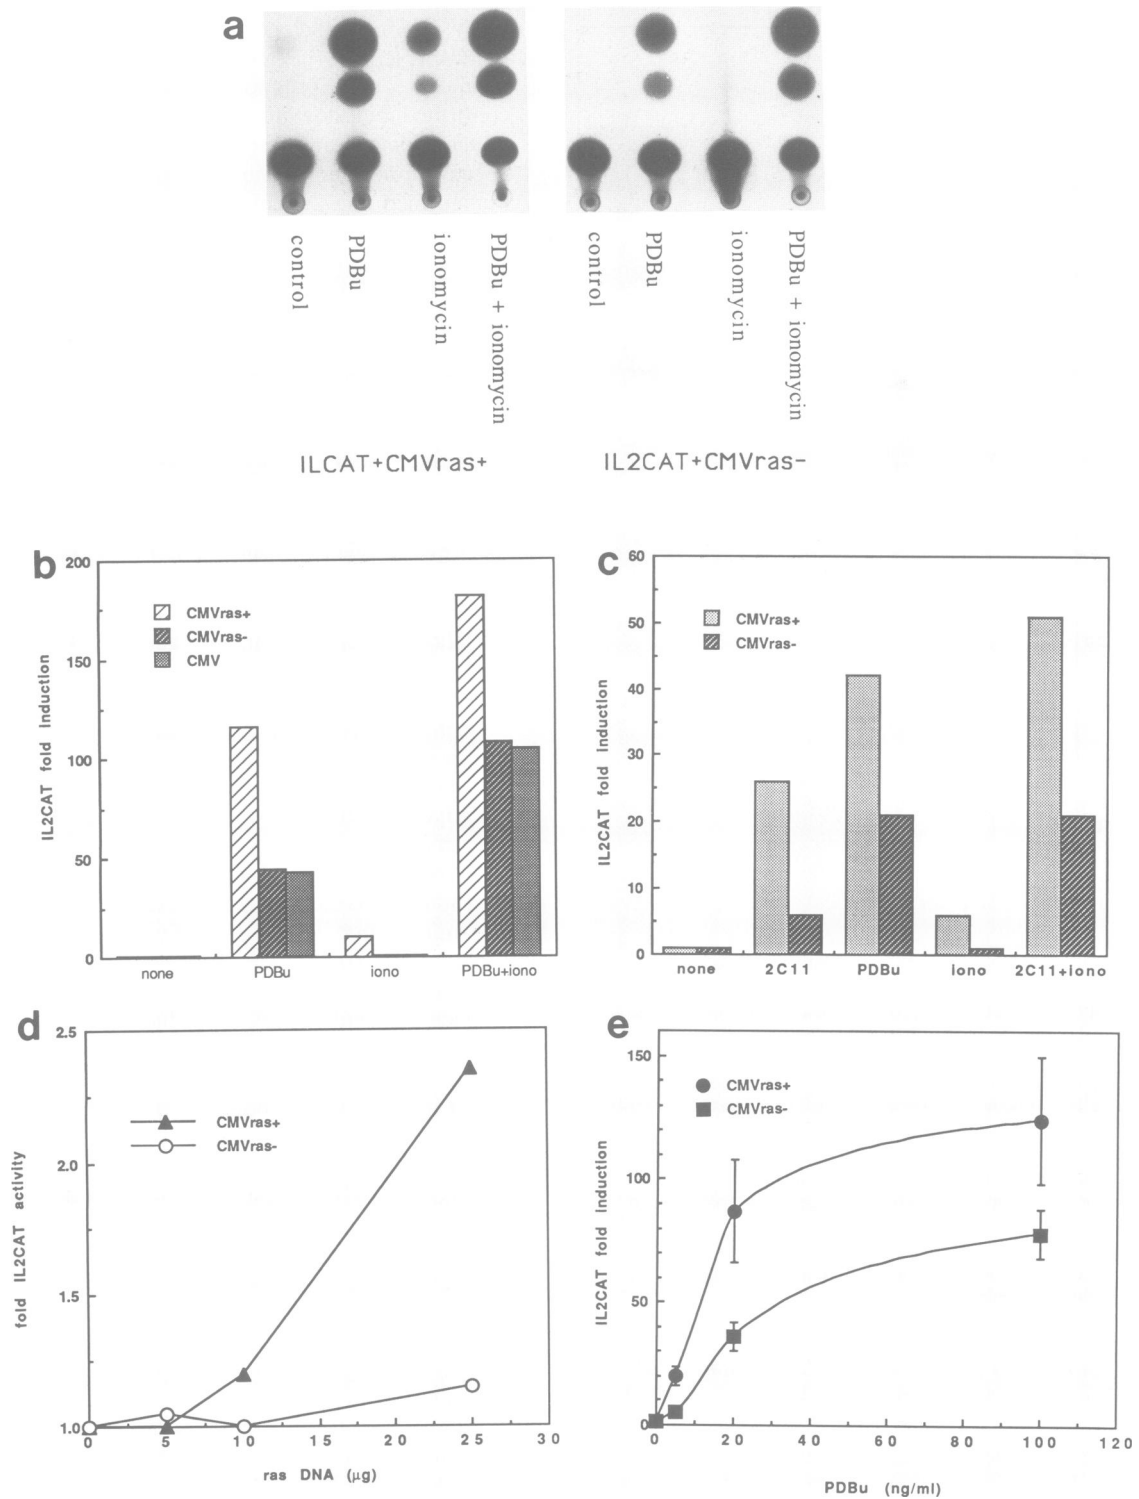 a
control
PDBu
ionomycin
PDBu + ionomycin
control
PDBu
ionomycin
PDBu + ionomycin
ILCAT+CMVras+
IL2CAT+CMVras-
b
200
150
100
50
0
IL2CAT fold Induction
CMVras+
CMVras-
CMV
none
PDBu
iono
PDBu+iono
c
60
50
40
30
20
10
0
IL2CAT fold Induction
CMVras+
CMVras-
none
2C11
PDBu
iono
2C11+iono
d
2.5
2.0
1.5
1.0
fold IL2CAT activity
CMVras+
CMVras-
0 5 10 15 20 25 30
ras DNA (µg)
e
150
100
50
0
IL2CAT fold Induction
CMVras+
CMVras-
0 20 40 60 80 100 120
PDBu (ng/ml)